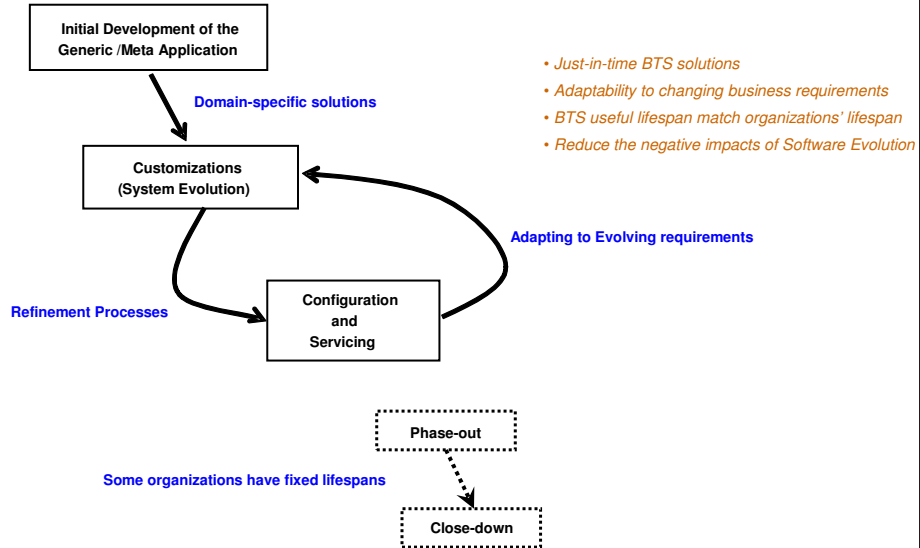 Initial Development of the
Generic /Meta Application
Domain-specific solutions
• Just-in-time BTS solutions
• Adaptability to changing business requirements
• BTS useful lifespan match organizations’ lifespan
• Reduce the negative impacts of Software Evolution
Customizations
(System Evolution)
Adapting to Evolving requirements
Refinement Processes
Configuration
and
Servicing
Phase-out
Some organizations have fixed lifespans
Close-down